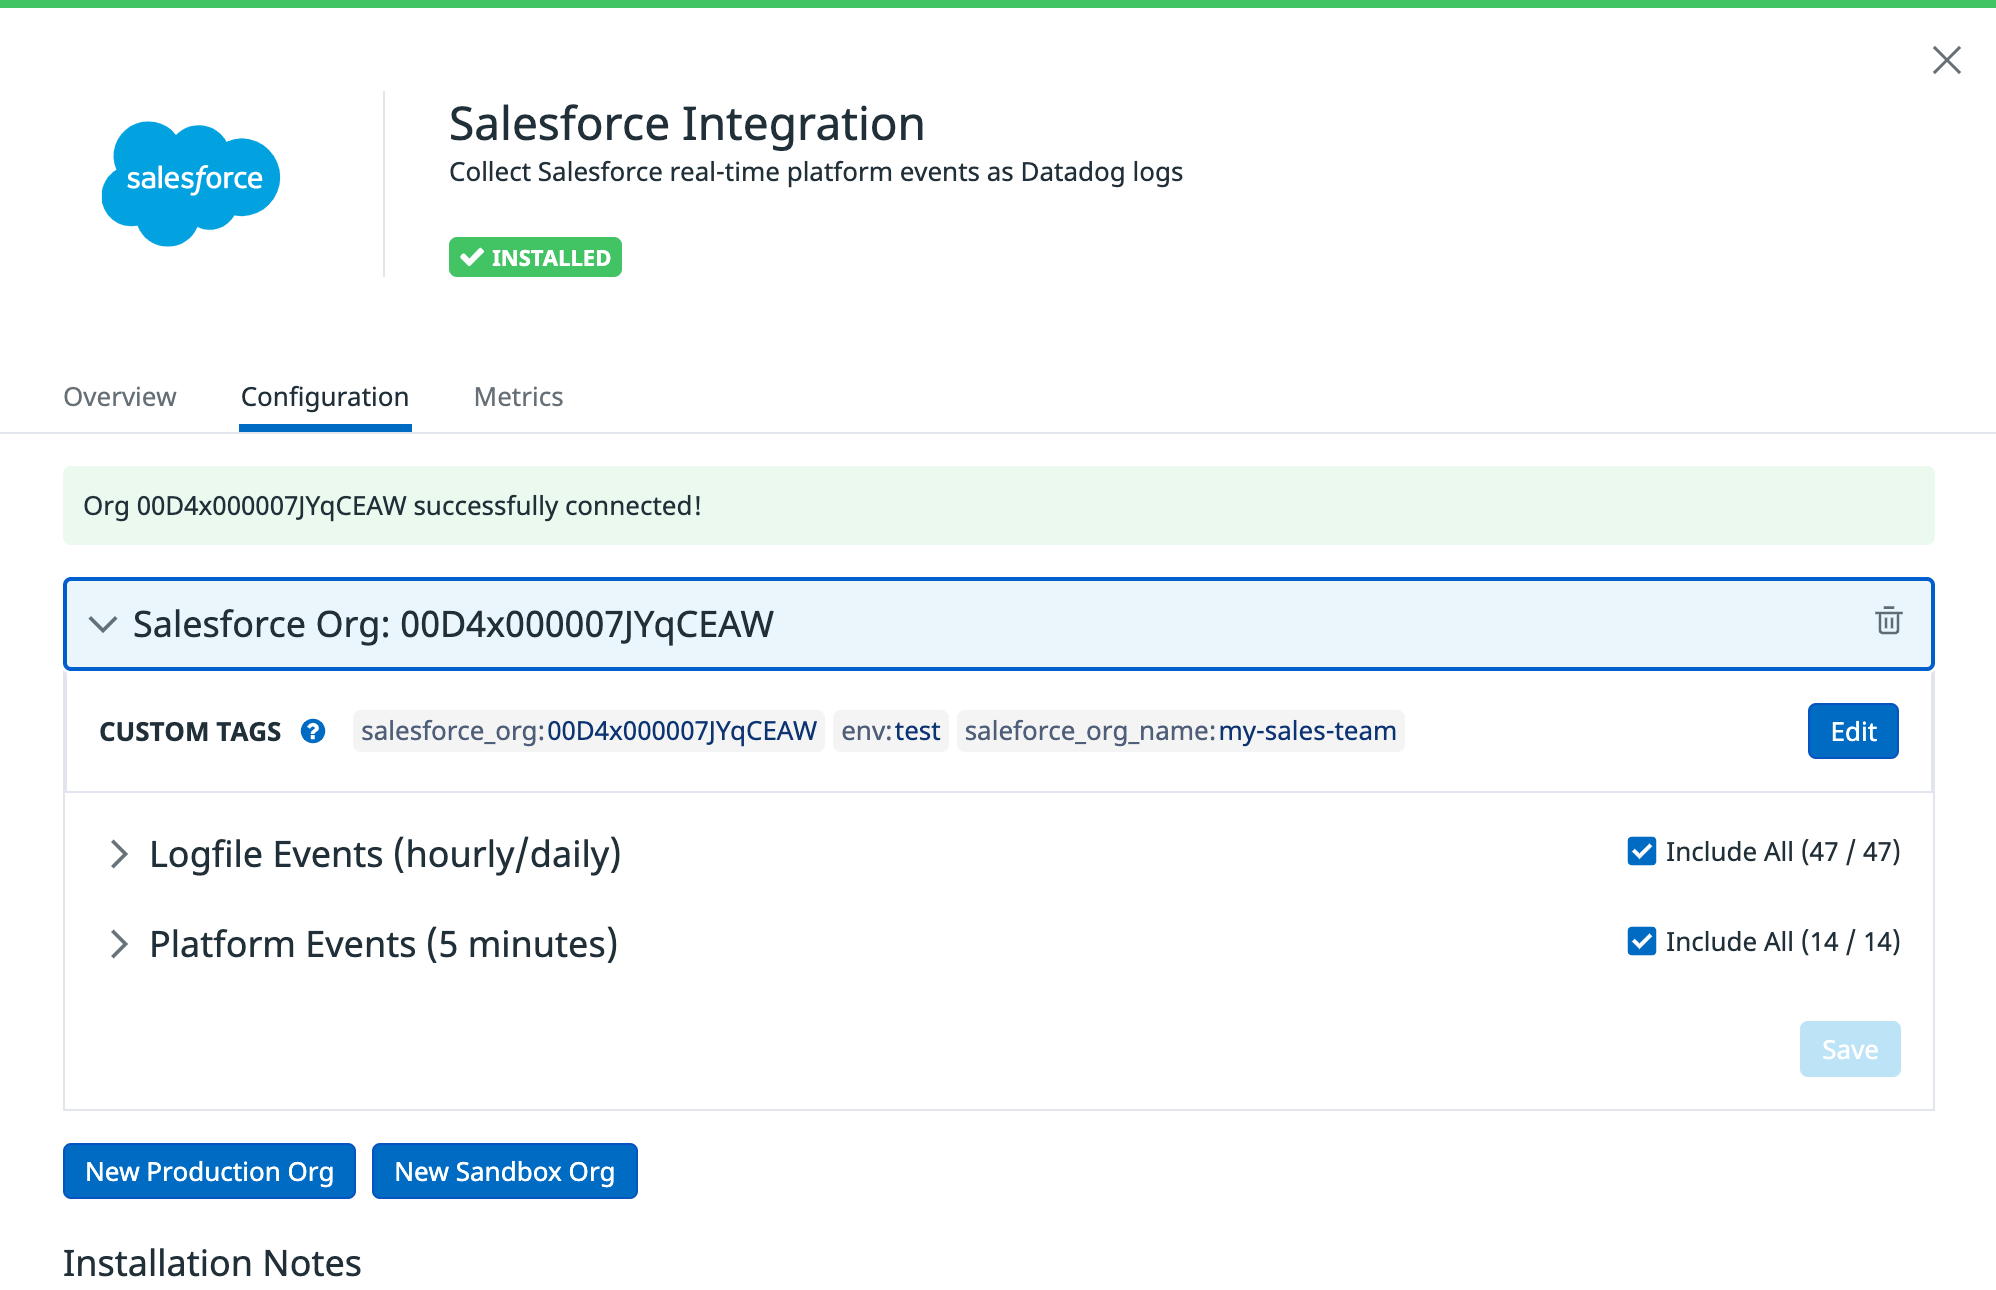 salesforce
Salesforce Integration
Collect Salesforce real-time platform events as Datadog logs
INSTALLED
Overview
Configuration
Metrics
Org 00D4x000007JYqCEAW successfully connected!
Salesforce Org: 00D4x000007JYqCEAW
CUSTOM TAGS ? salesforce_org:00D4x000007JYqCEAW env:test saleforce_org_name:my-sales-team Edit
Logfile Events (hourly/daily) Include All (47 / 47)
Platform Events (5 minutes) Include All (14 / 14)
Save
New Production Org New Sandbox Org
Installation Notes